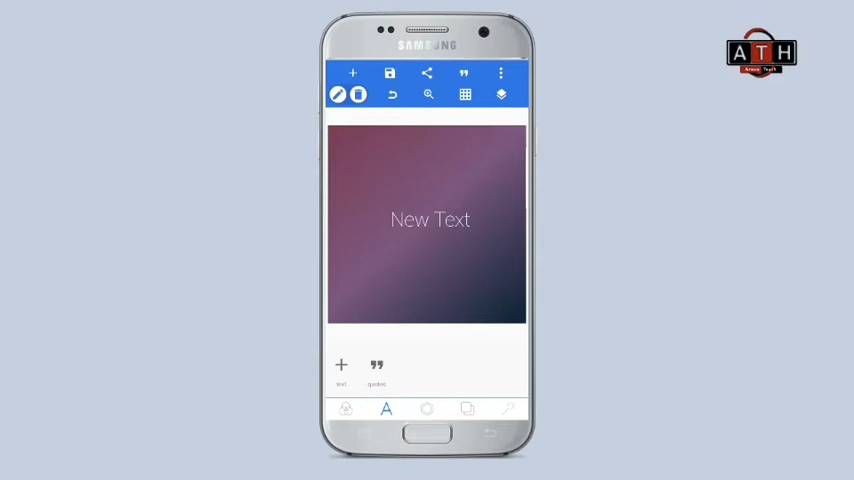 SAMSUNG
ATH
New Text
text
quotes